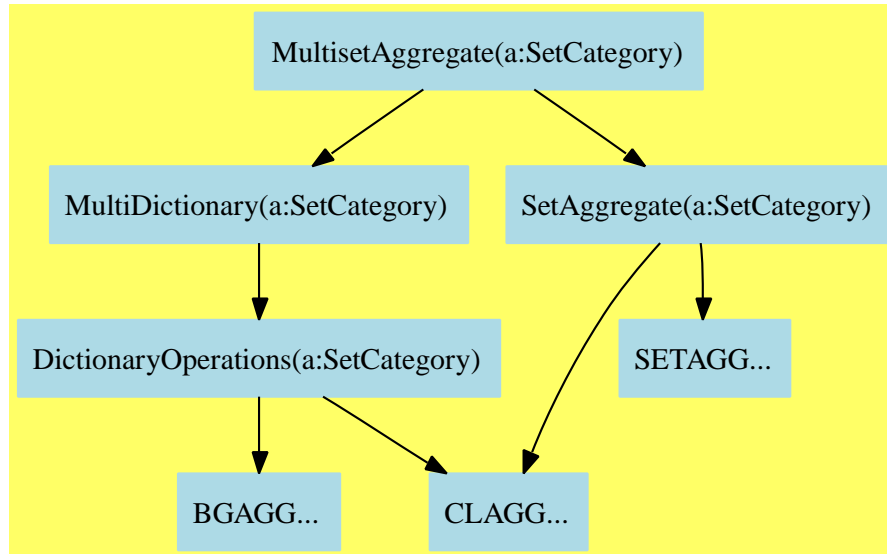 MultisetAggregate(a:SetCategory)
MultiDictionary(a:SetCategory)
SetAggregate(a:SetCategory)
DictionaryOperations(a:SetCategory)
SETAGG...
BGAGG...
CLAGG...